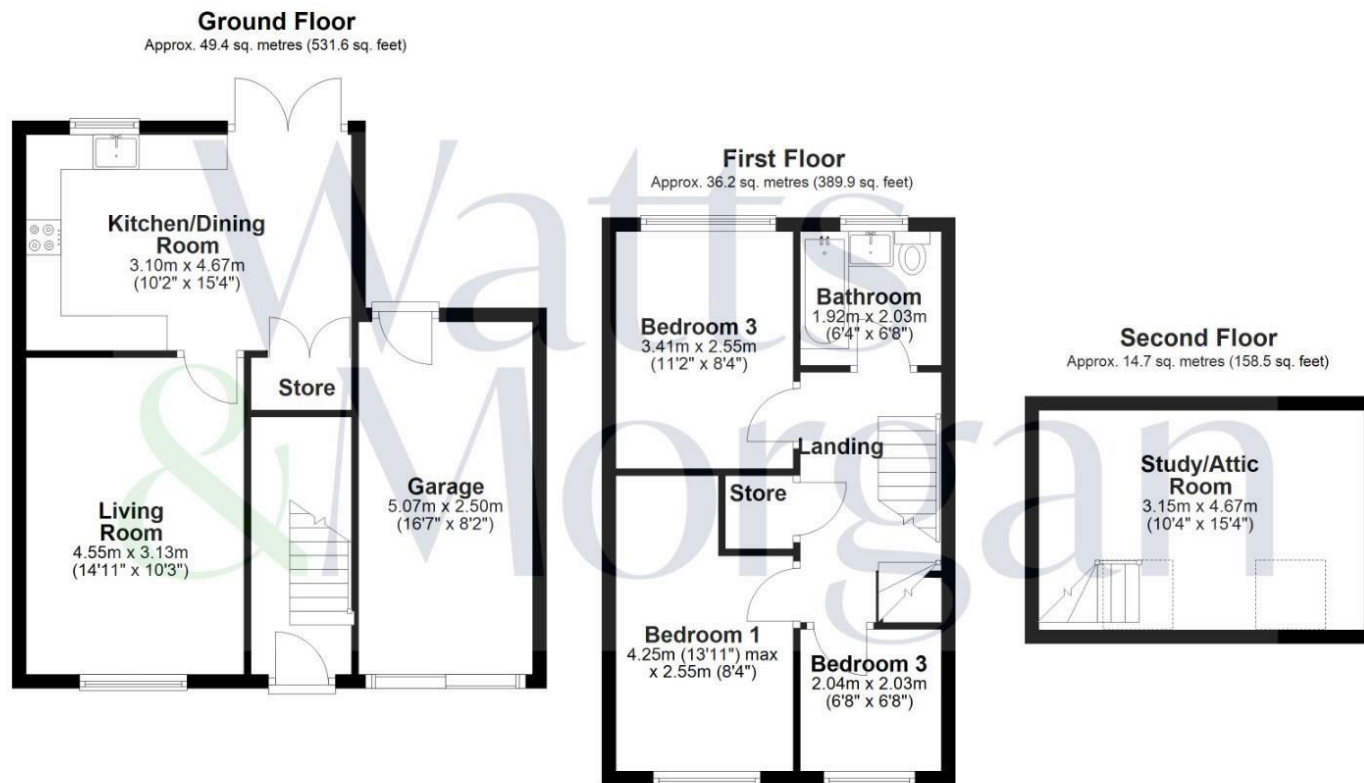 Ground Floor
Approx. 49.4 sq. metres (531.6 sq. feet)
Kitchen/Dining
Room
3.10m x 4.67m
(10'2" x 15'4")
Store
Living
Room
4.55m x 3.13m
(14'11" x 10'3")
Garage
5.07m x 2.50m
(16'7" x 8'2")
First Floor
Approx. 36.2 sq. metres (389.9 sq. feet)
Bedroom 3
3.41m x 2.55m
(11'2" x 8'4")
Bathroom
1.92m x 2.03m
(6'4" x 6'8")
Landing
Store
Bedroom 1
4.25m (13'11") max
x 2.55m (8'4")
Bedroom 3
2.04m x 2.03m
(6'8" x 6'8")
Second Floor
Approx. 14.7 sq. metres (158.5 sq. feet)
Study/Attic
Room
3.15m x 4.67m
(10'4" x 15'4")
Watts
&Morgan